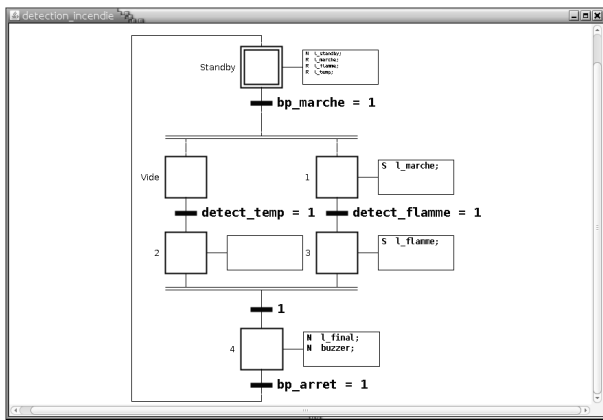 detection_incendie
Standby
N l_standby;
R l_marche;
R l_flamme;
R l_temp;
bp_marche = 1
Vide
1
S l_marche;
detect_temp = 1
detect_flamme = 1
2
3
S l_flamme;
1
4
N l_final;
N buzzer;
bp_arret = 1